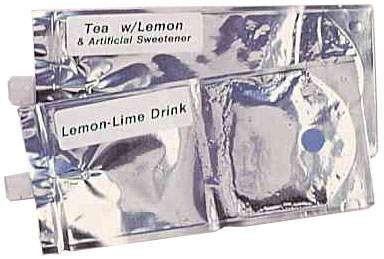 Tea w/Lemon
& Artificial Sweetener
Lemon-Lime Drink